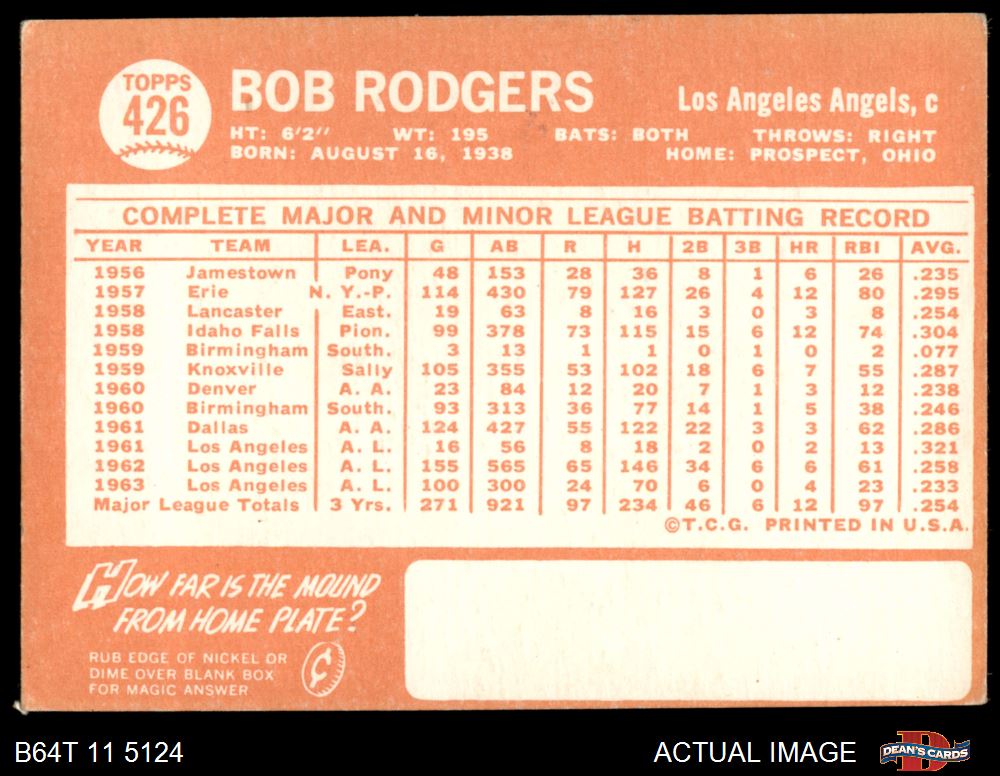 TOPPS
426
BOB RODGERS
Los Angeles Angels, c
HT: 6'2" WT: 195 BATS: BOTH THROWS: RIGHT
BORN: AUGUST 16, 1938 HOME: PROSPECT, OHIO
COMPLETE MAJOR AND MINOR LEAGUE BATTING RECORD
YEAR TEAM LEA. G AB R H 2B 3B HR RBI AVG.
1956 Jamestown Pony 48 153 28 36 8 1 6 26 .235
1957 Erie N. Y.-P. 114 430 79 127 26 4 12 80 .295
1958 Lancaster East. 19 63 8 16 3 0 3 8 .254
1958 Idaho Falls Pion. 99 378 73 115 15 6 12 74 .304
1959 Birmingham South. 3 13 1 1 0 1 0 2 .077
1959 Knoxville Sally 105 355 53 102 18 6 7 55 .287
1960 Denver A. A. 23 84 12 20 7 1 3 12 .238
1960 Birmingham South. 93 313 36 77 14 1 5 38 .246
1961 Dallas A. A. 124 427 55 122 22 3 3 62 .286
1961 Los Angeles A. L. 16 56 8 18 2 0 2 13 .321
1962 Los Angeles A. L. 155 565 65 146 34 6 6 61 .258
1963 Los Angeles A. L. 100 300 24 70 6 0 4 23 .233
Major League Totals 3 Yrs. 271 921 97 234 46 6 12 97 .254
©T.C.G. PRINTED IN U.S.A.
HOW FAR IS THE MOUND
FROM HOME PLATE?
RUB EDGE OF NICKEL OR
DIME OVER BLANK BOX
FOR MAGIC ANSWER
¢
B64T 11 5124
ACTUAL IMAGE
DEAN'S CARDS